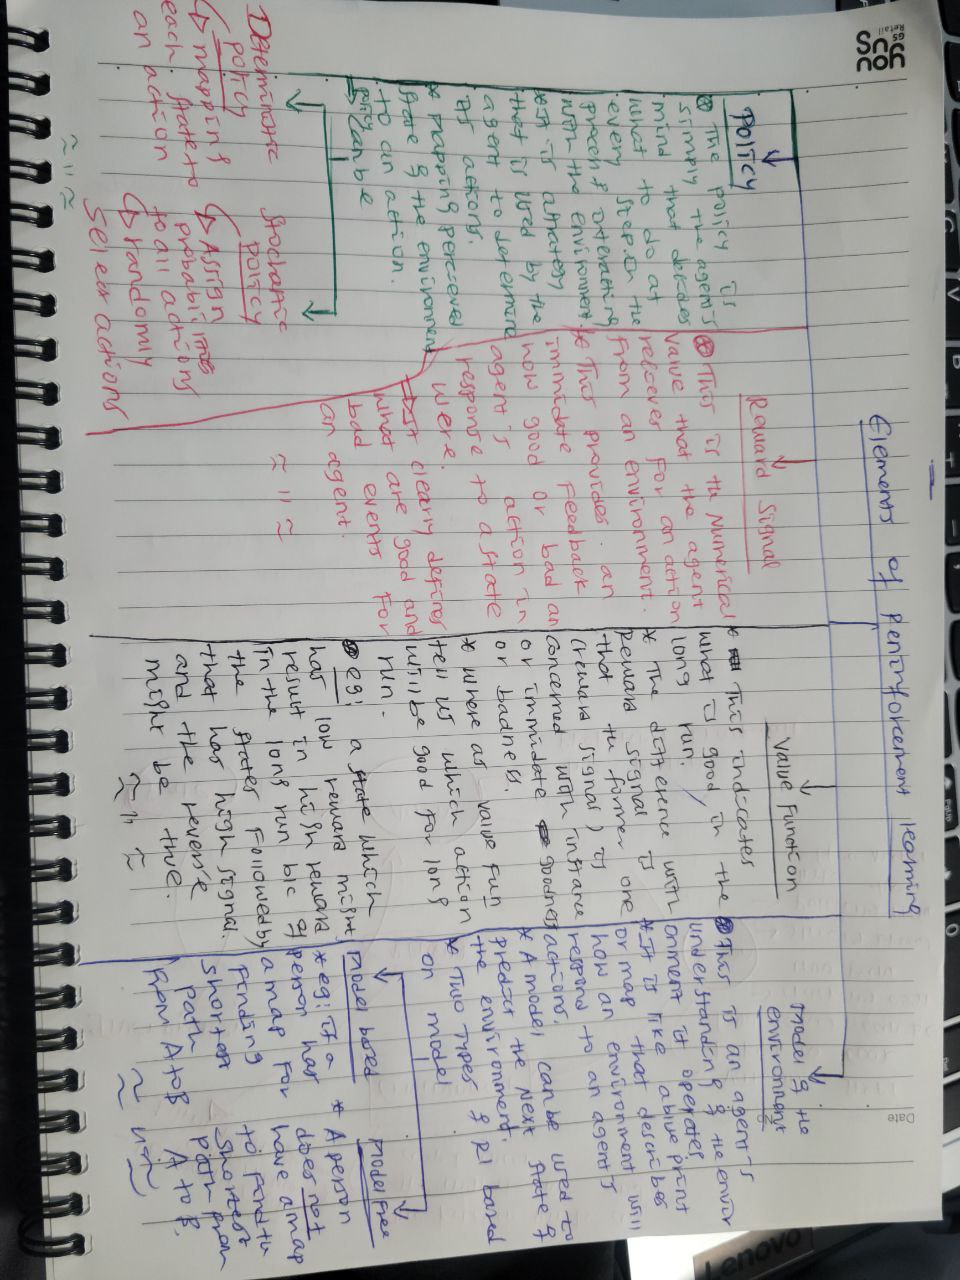 you
GS
Retail
US
Date
No
Lenovo
Elements of Reninforcement learning
Policy
The policy is
simply the agent's
mind that decides
what to do at
every step in the
process of interacting
with the environment.
* It is a strategy
that is used by the
agent to determine
its actions.
* Mapping percieved
state of the environment
to an action.
Policy
can be
Deterministic
policy
mapping
each state to
an action
Stochastic
policy
Assign
probabilities
to all actions
randomly
select actions
≈ " ≈
Reward Signal
This is the Numerical
value that the agent
recieves for an action
from an environment.
* This provides an
immidate Feedback
how good or bad an
agent's action in
response to a state
were.
It clearly defines
what are good and
bad events for
an agent.
≈ " ≈
Value Function
* This indicates
what is good in the
long run.
* The difference with
Reward signal is
that the former one
(reward signal) is
concerned with instance
or immidate goodness
or badness.
* where as value Fun
tell us which action
will be good for long
run.
eg: a state which
has low reward might
result in high reward
in the long run b/c of
the states followed by
that has high signal.
and the reverse
might be true.
≈ " ≈
Model of the
environment
This is an agent's
understanding of the envir
onment it operates
* It is like a blue print
or map that describes
how an environment will
respond to an agent's
actions.
* A model can be used to
predict the Next state of
the environment.
* Two Types of Rl based
on model
Model based
* eg: if a
person has
a map for
finding
shortest
path
from A to B
Model Free
* A person
does not
have a map
to find the
shortest
path from
A to B.
≈ " ≈